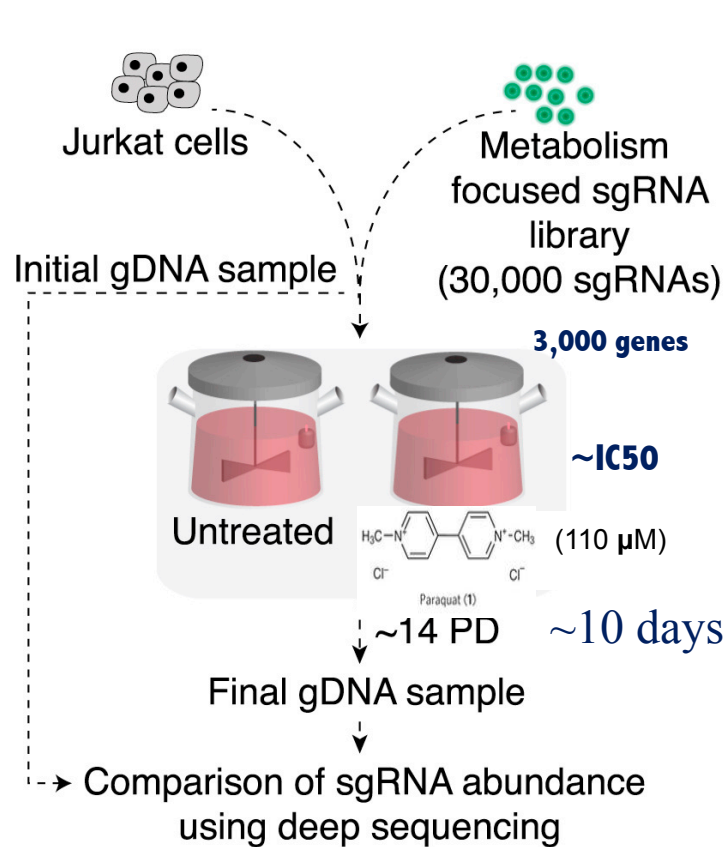 Jurkat cells
Metabolism
focused sgRNA
library
(30,000 sgRNAs)
Initial gDNA sample
3,000 genes
~IC50
Untreated
H₃C–N⁺
N⁺-CH₃
(110 µM)
Cl⁻
Cl⁻
Paraquat (1)
~14 PD
~10 days
Final gDNA sample
Comparison of sgRNA abundance
using deep sequencing